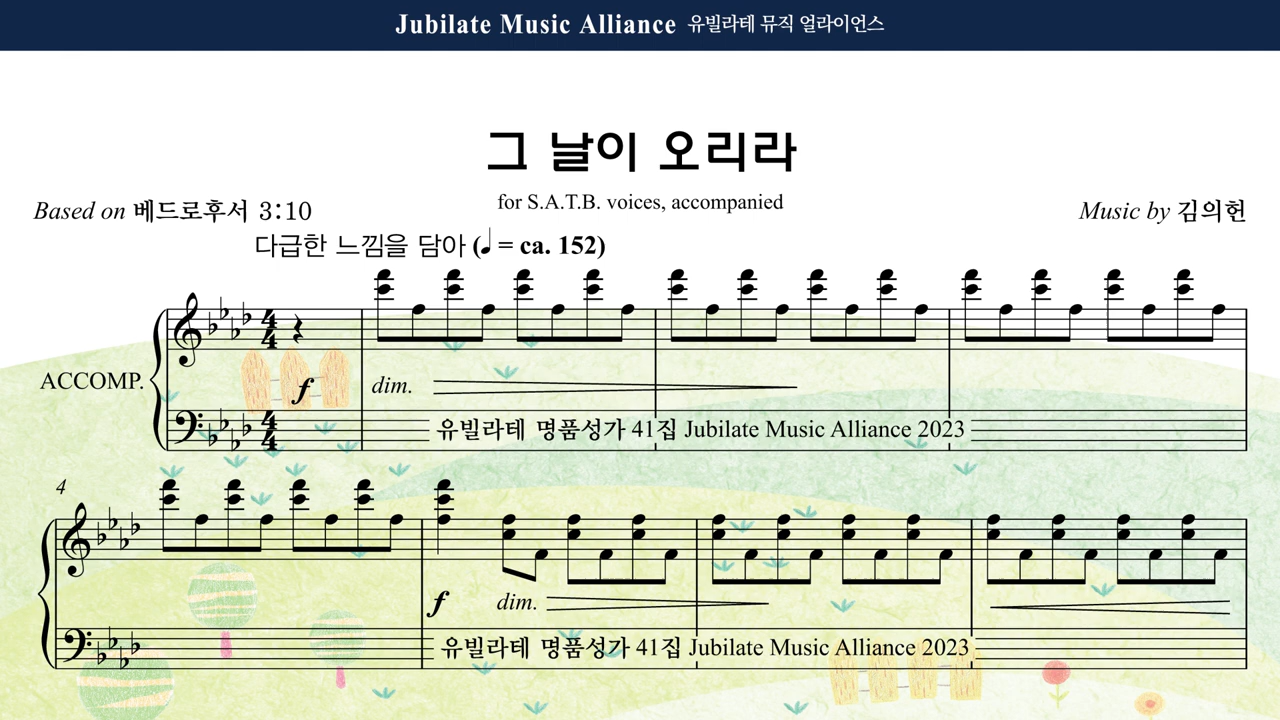 Jubilate Music Alliance 유빌라테 뮤직 얼라이언스
그 날이 오리라
for S.A.T.B. voices, accompanied
Based on 베드로후서 3:10
Music by 김의헌
다급한 느낌을 담아 (♩ = ca. 152)
ACCOMP.
4
4
4
4
f
dim.
유빌라테 명품성가 41집 Jubilate Music Alliance 2023
4
f
dim.
유빌라테 명품성가 41집 Jubilate Music Alliance 2023